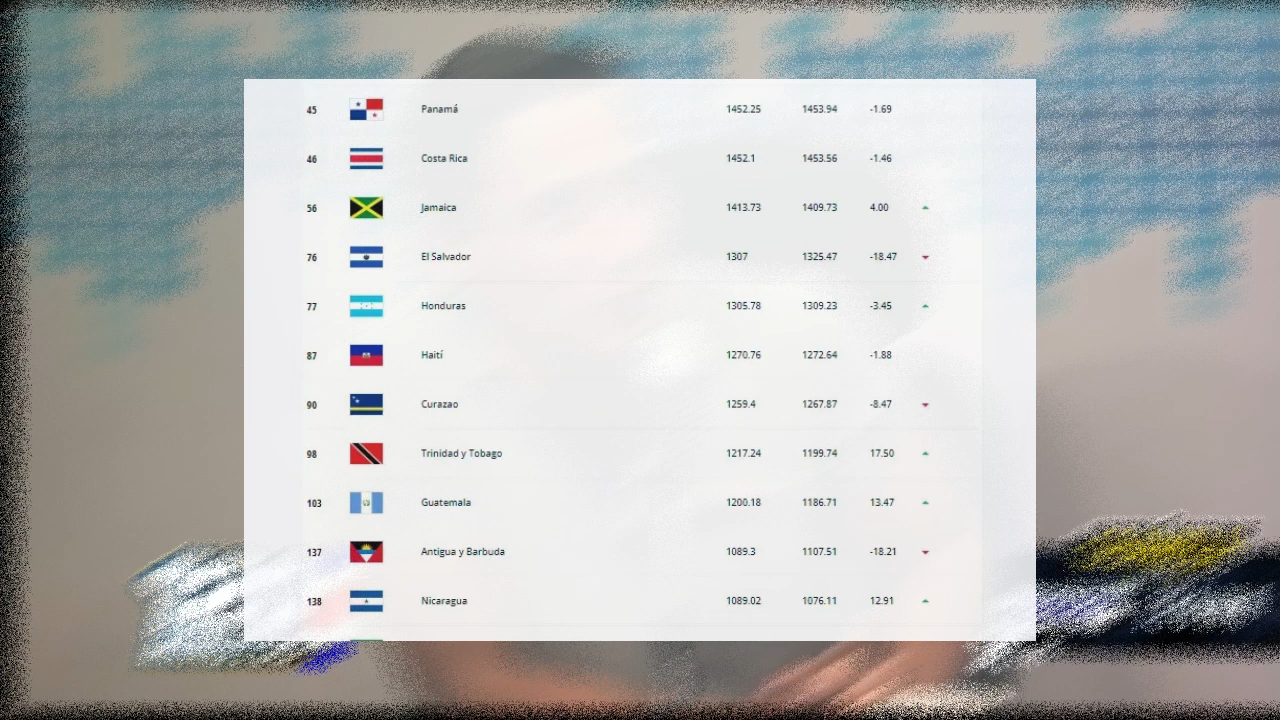 45 Panamá 1452.25 1453.94 -1.69
46 Costa Rica 1452.1 1453.56 -1.46
56 Jamaica 1413.73 1409.73 4.00
76 El Salvador 1307 1325.47 -18.47
77 Honduras 1305.78 1309.23 -3.45
87 Haití 1270.76 1272.64 -1.88
90 Curazao 1259.4 1267.87 -8.47
98 Trinidad y Tobago 1217.24 1199.74 17.50
103 Guatemala 1200.18 1186.71 13.47
137 Antigua y Barbuda 1089.3 1107.51 -18.21
138 Nicaragua 1089.02 1076.11 12.91